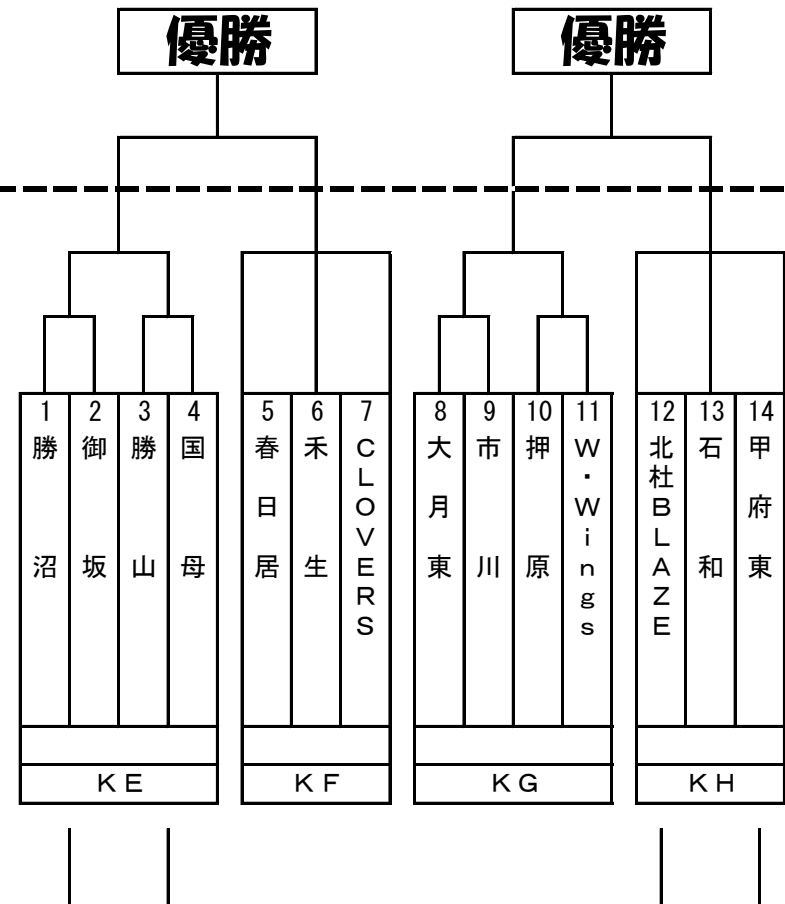 優勝
優勝
1
勝沼
2
御坂
3
勝山
4
国母
5
春日居
6
禾生
7
CLOVERS
8
大月東
9
市川
10
押原
11
W・Wings
12
北杜BLAZE
13
石和
14
甲府東
KE
KF
KG
KH